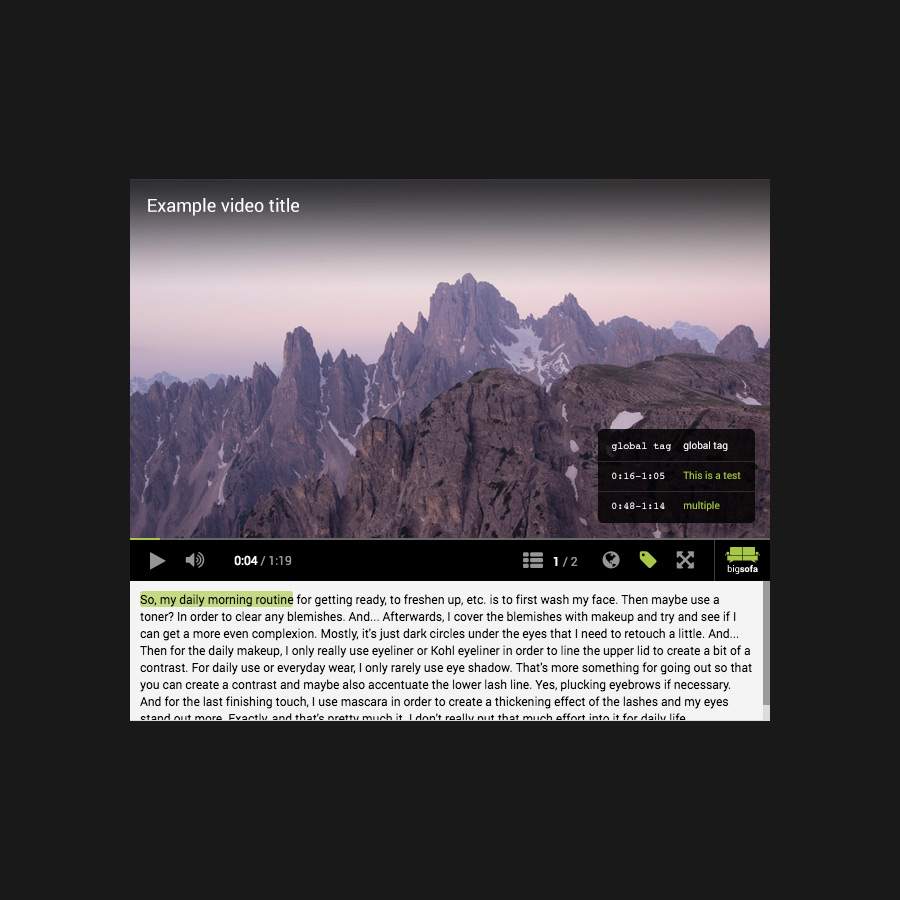 Example video title
global tag global tag
0:16–1:05 This is a test
0:48–1:14 multiple
0:04 / 1:19 1 / 2
bigsofa
So, my daily morning routine for getting ready, to freshen up, etc. is to first wash my face. Then maybe use a
toner? In order to clear any blemishes. And... Afterwards, I cover the blemishes with makeup and try and see if I
can get a more even complexion. Mostly, it's just dark circles under the eyes that I need to retouch a little. And...
Then for the daily makeup, I only really use eyeliner or Kohl eyeliner in order to line the upper lid to create a bit of a
contrast. For daily use or everyday wear, I only rarely use eye shadow. That's more something for going out so that
you can create a contrast and maybe also accentuate the lower lash line. Yes, plucking eyebrows if necessary.
And for the last finishing touch, I use mascara in order to create a thickening effect of the lashes and my eyes
stand out more. Exactly, and that's pretty much it. I don't really put that much effort into it for daily life.